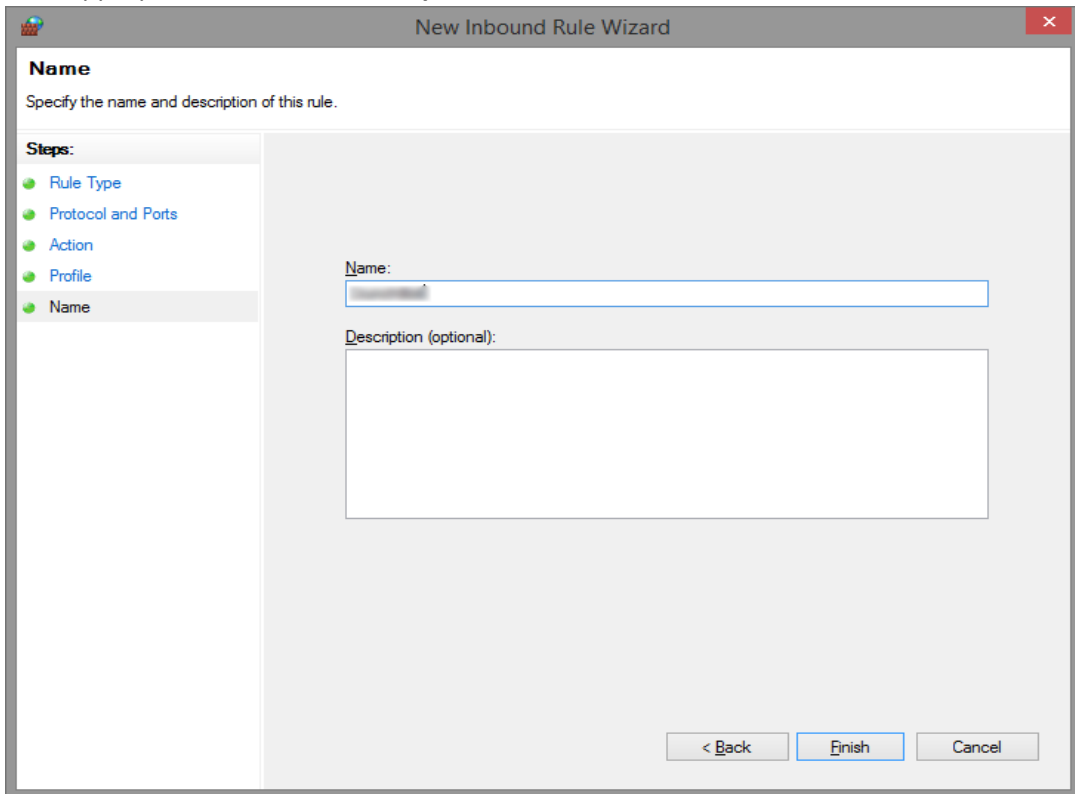 New Inbound Rule Wizard
Name
Specify the name and description of this rule.
Steps:
Rule Type
Protocol and Ports
Action
Profile
Name
Name:
Description (optional):
< Back Finish Cancel